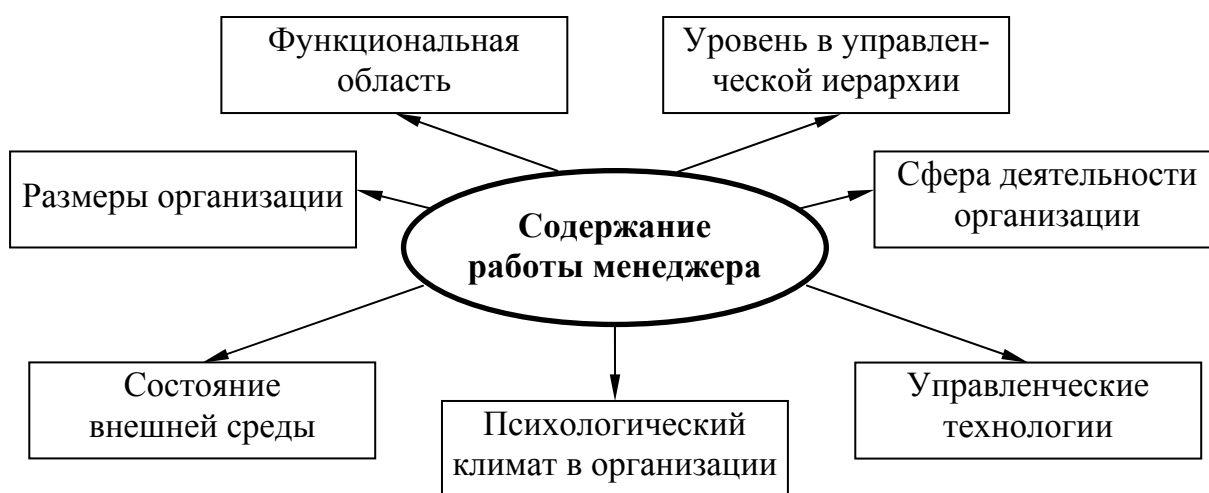 Функциональная
область
Уровень в управлен-
ческой иерархии
Размеры организации
Сфера деятельности
организации
Содержание
работы менеджера
Состояние
внешней среды
Психологический
климат в организации
Управленческие
технологии